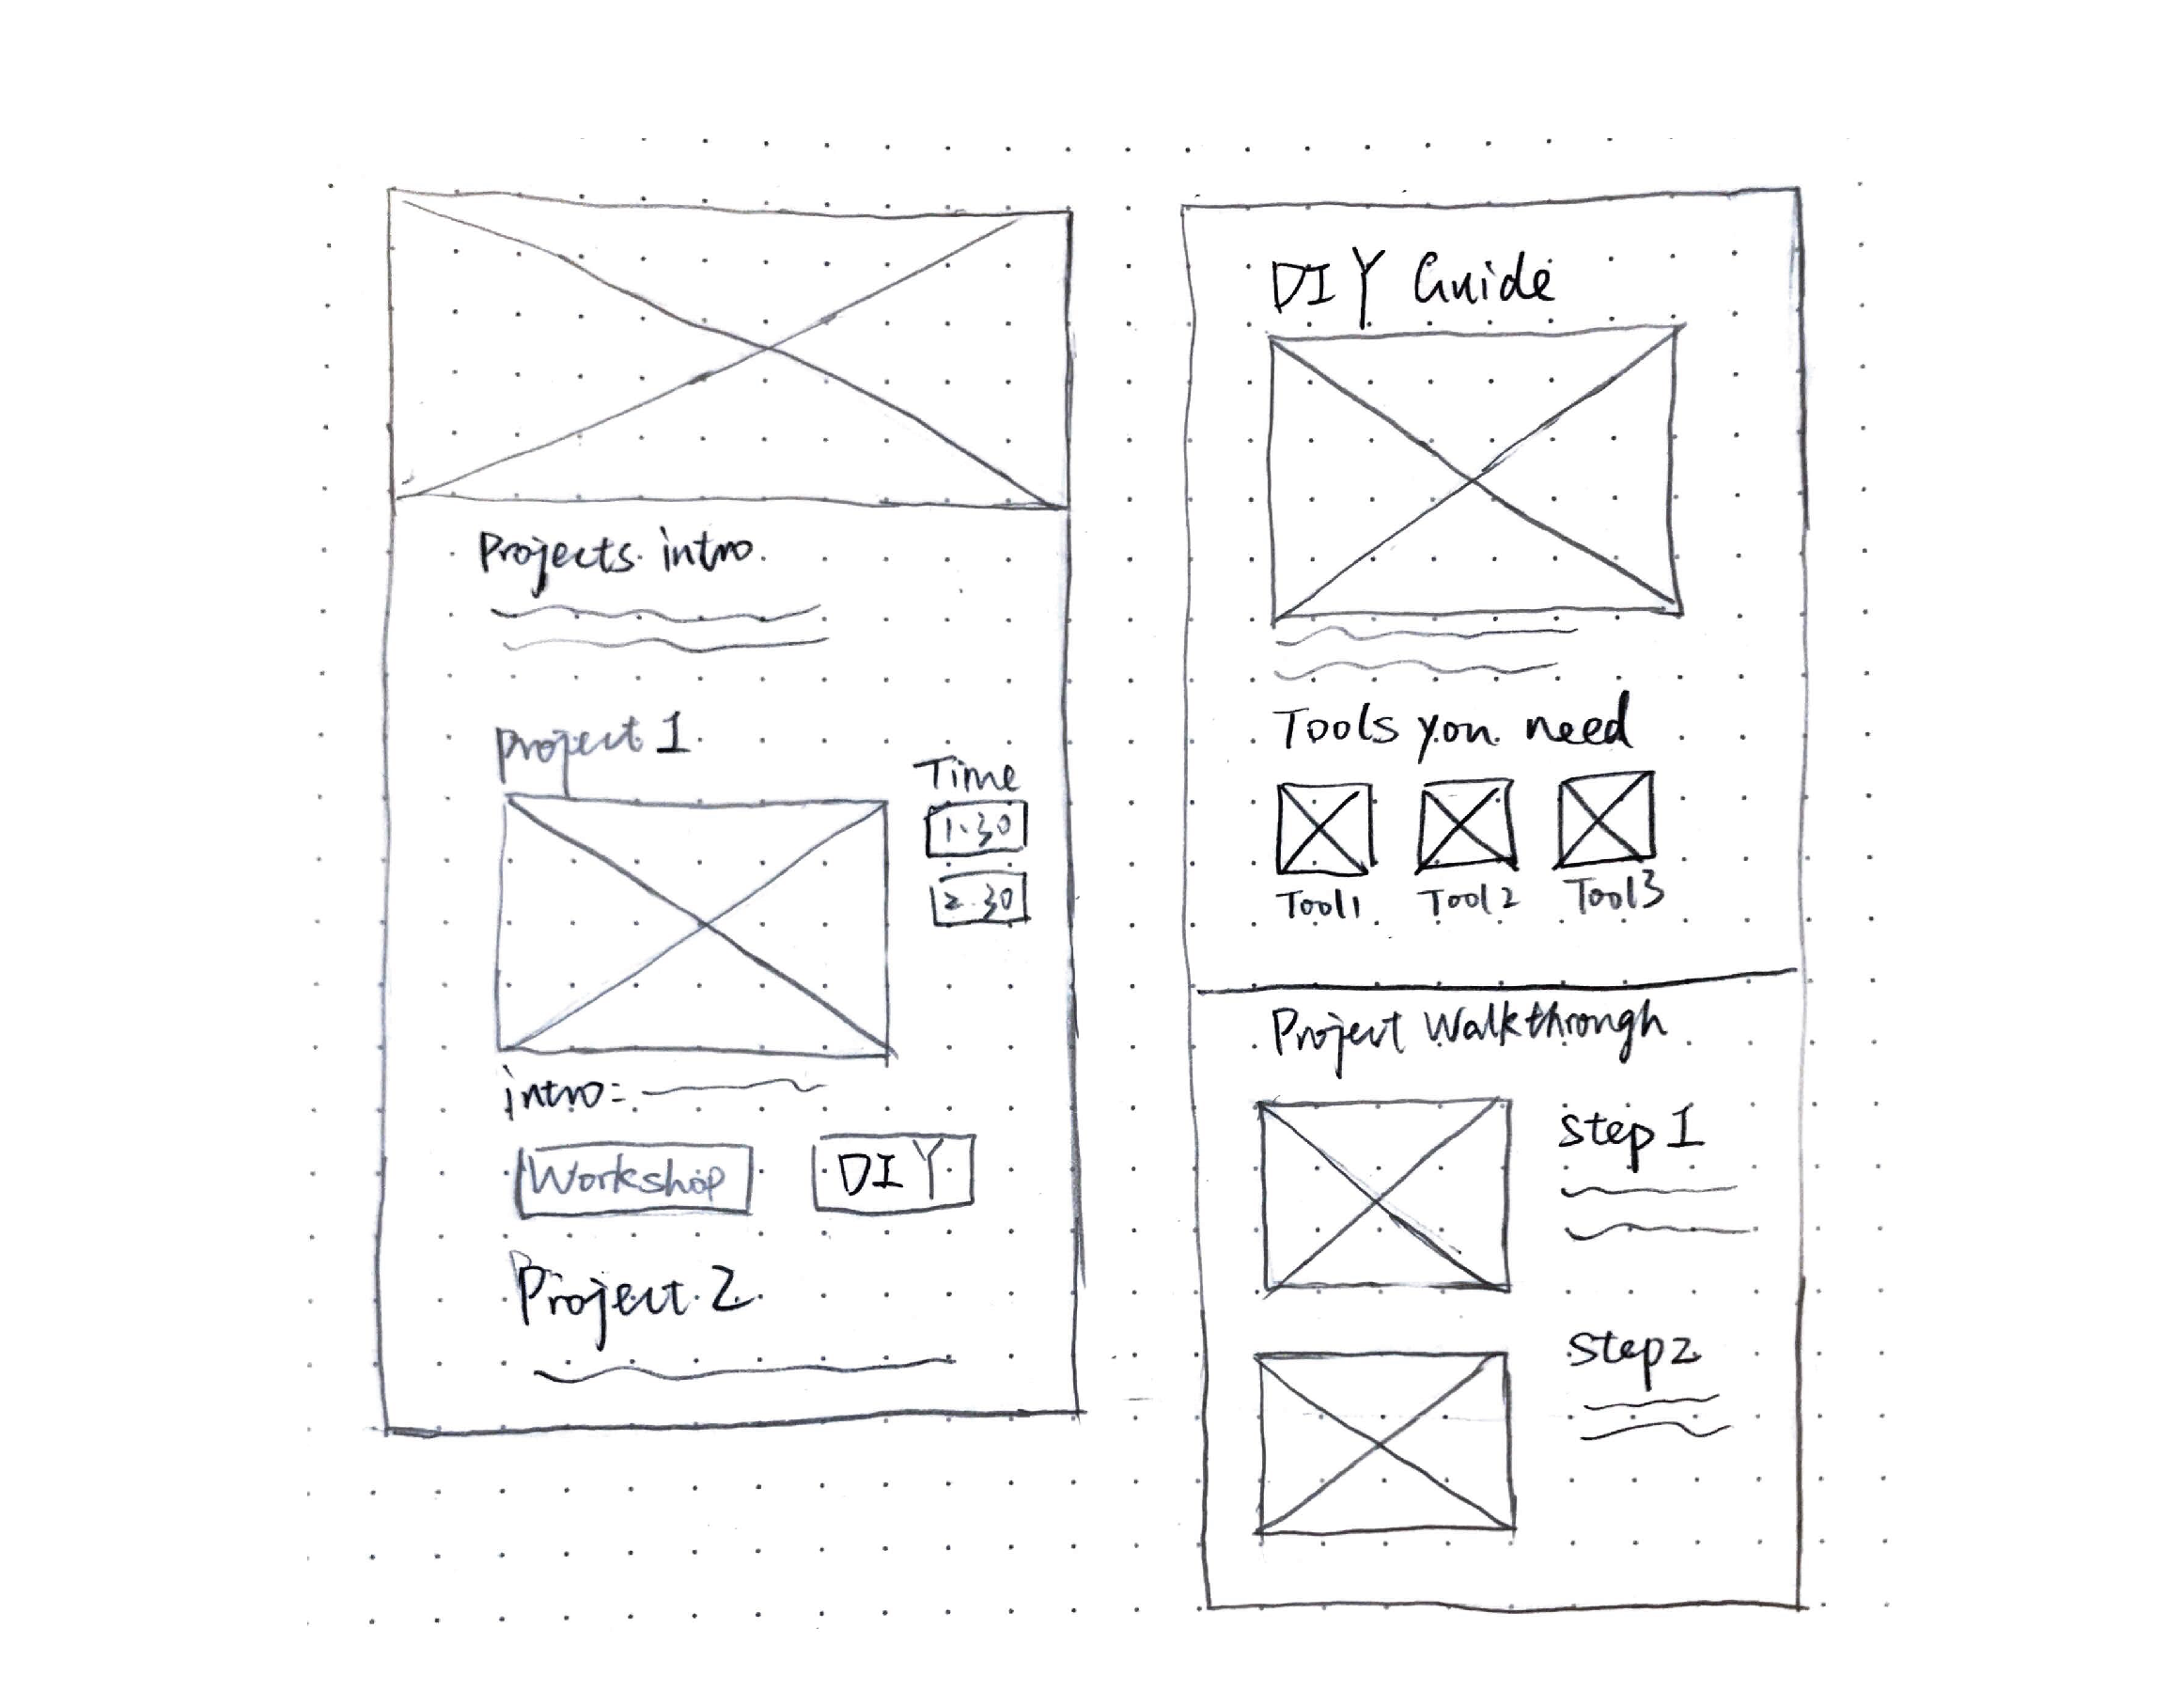 Projects intro
project 1
Time
1.30
2.30
intro:
Workshop
DIY
Project 2
DIY Guide
Tools you need
Tool1
Tool2
Tool3
Project Walkthrough
Step 1
Step2